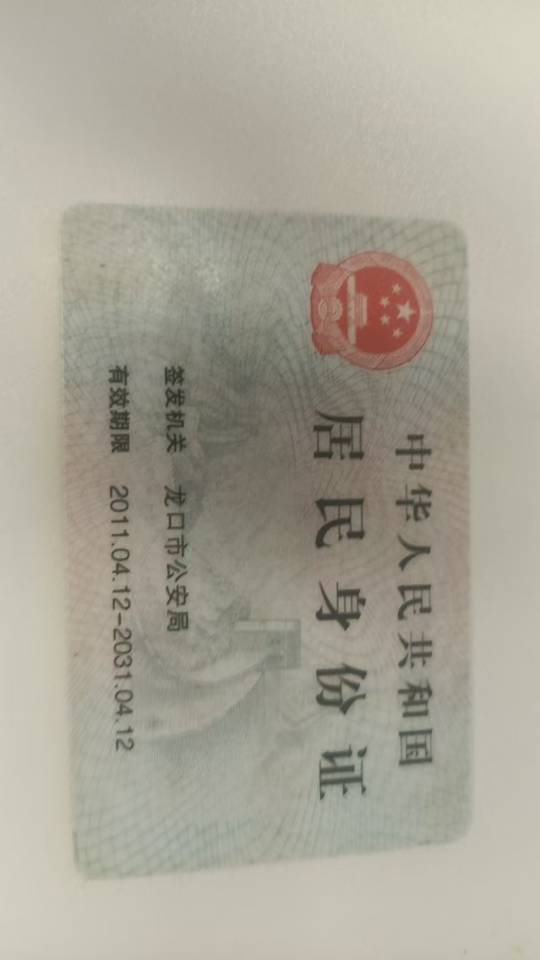 中华人民共和国
居民身份证
签发机关 龙口市公安局
有效期限 2011.04.12-2031.04.12